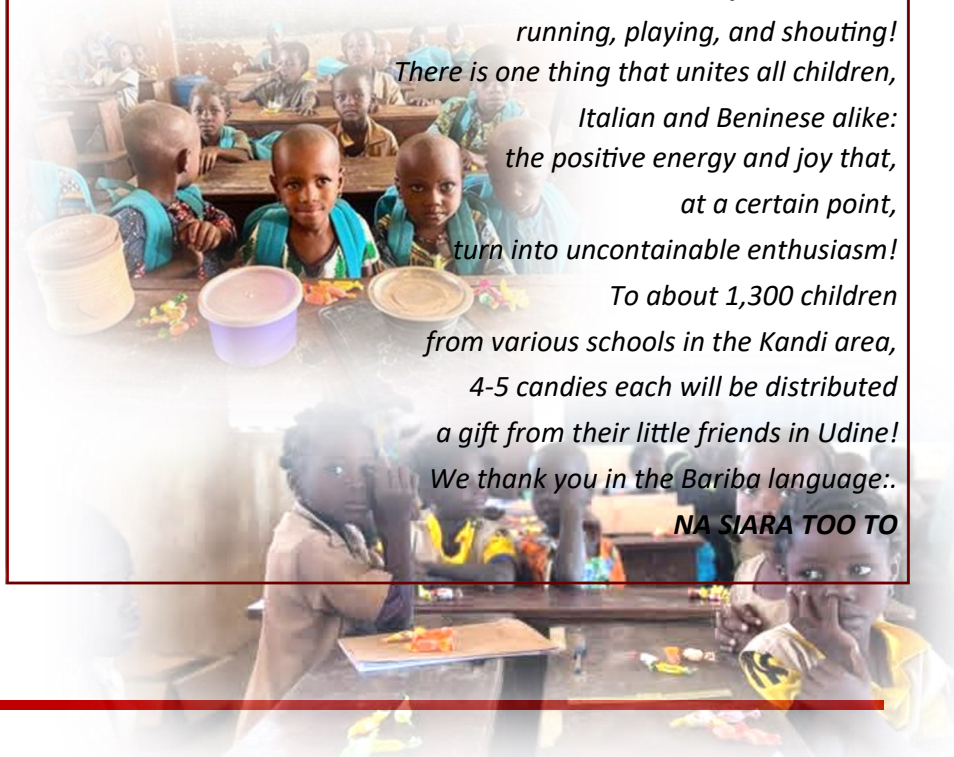 running, playing, and shouting!
There is one thing that unites all children,
Italian and Beninese alike:
the positive energy and joy that,
at a certain point,
turn into uncontainable enthusiasm!
To about 1,300 children
from various schools in the Kandi area,
4-5 candies each will be distributed
a gift from their little friends in Udine!
We thank you in the Bariba language:.
NA SIARA TOO TO